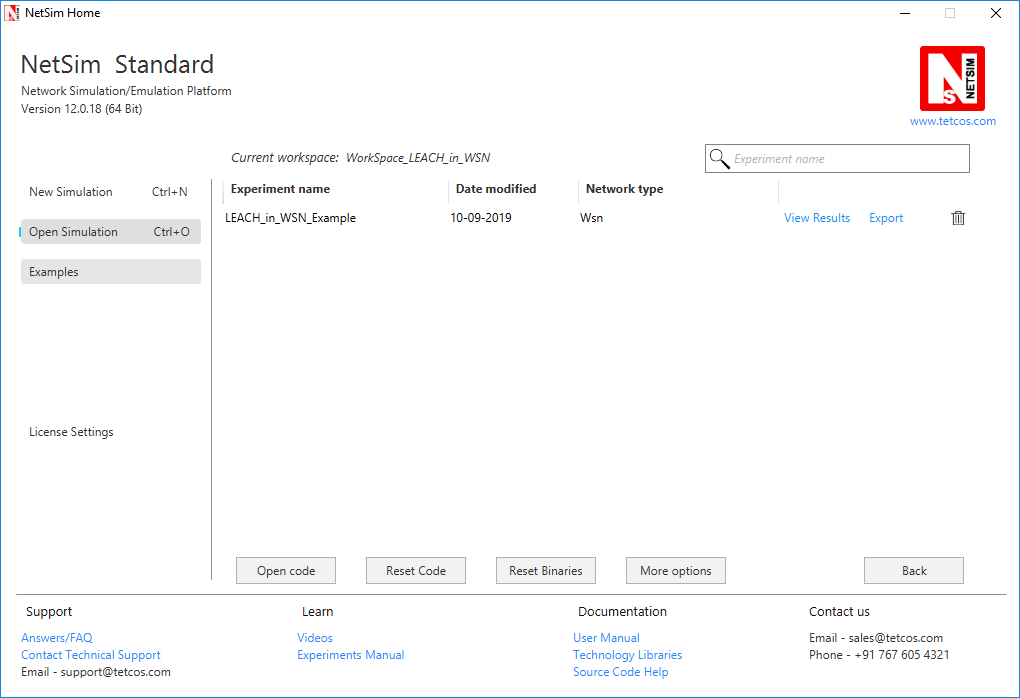 NetSim Home
NetSim Standard
Network Simulation/Emulation Platform
Version 12.0.18 (64 Bit)
N
S
NETSIM
www.tetcos.com
Current workspace: WorkSpace_LEACH_in_WSN
Experiment name
New Simulation Ctrl+N
Open Simulation Ctrl+O
Examples
License Settings
Experiment name Date modified Network type
LEACH_in_WSN_Example 10-09-2019 Wsn View Results Export
Open code Reset Code Reset Binaries More options Back
Support
Answers/FAQ
Contact Technical Support
Email - support@tetcos.com
Learn
Videos
Experiments Manual
Documentation
User Manual
Technology Libraries
Source Code Help
Contact us
Email - sales@tetcos.com
Phone - +91 767 605 4321